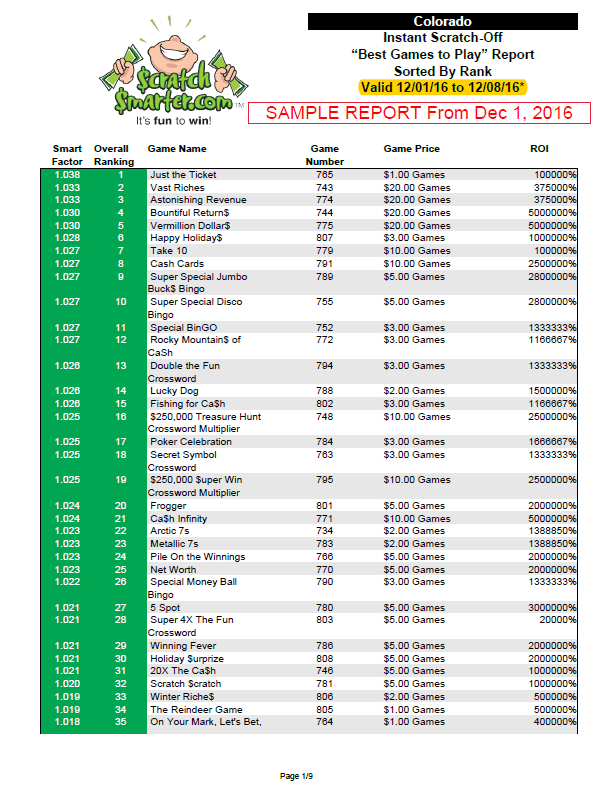 Colorado
Instant Scratch-Off
“Best Games to Play” Report
Sorted By Rank
Valid 12/01/16 to 12/08/16*
$cratch
$marter.com™
It's fun to win!
SAMPLE REPORT From Dec 1, 2016
Smart Overall Game Name Game Game Price ROI
Factor Ranking Number
1.038 1 Just the Ticket 765 $1.00 Games 100000%
1.033 2 Vast Riches 743 $20.00 Games 375000%
1.033 3 Astonishing Revenue 774 $20.00 Games 375000%
1.030 4 Bountiful Return$ 744 $20.00 Games 5000000%
1.030 5 Vermillion Dollar$ 775 $20.00 Games 5000000%
1.028 6 Happy Holiday$ 807 $3.00 Games 1000000%
1.027 7 Take 10 779 $10.00 Games 100000%
1.027 8 Cash Cards 791 $10.00 Games 2500000%
1.027 9 Super Special Jumbo 789 $5.00 Games 2800000%
Buck$ Bingo
1.027 10 Super Special Disco 755 $5.00 Games 2800000%
Bingo
1.027 11 Special BinGO 752 $3.00 Games 1333333%
1.027 12 Rocky Mountain$ of 772 $3.00 Games 1166667%
Ca$h
1.026 13 Double the Fun 794 $3.00 Games 1333333%
Crossword
1.026 14 Lucky Dog 788 $2.00 Games 1500000%
1.026 15 Fishing for Ca$h 802 $3.00 Games 1166667%
1.025 16 $250,000 Treasure Hunt 748 $10.00 Games 2500000%
Crossword Multiplier
1.025 17 Poker Celebration 784 $3.00 Games 1666667%
1.025 18 Secret Symbol 763 $3.00 Games 1333333%
Crossword
1.025 19 $250,000 $uper Win 795 $10.00 Games 2500000%
Crossword Multiplier
1.024 20 Frogger 801 $5.00 Games 2000000%
1.024 21 Ca$h Infinity 771 $10.00 Games 5000000%
1.023 22 Arctic 7s 734 $2.00 Games 1388850%
1.023 23 Metallic 7s 783 $2.00 Games 1388850%
1.023 24 Pile On the Winnings 766 $5.00 Games 2000000%
1.023 25 Net Worth 770 $5.00 Games 2000000%
1.022 26 Special Money Ball 790 $3.00 Games 1333333%
Bingo
1.021 27 5 Spot 780 $5.00 Games 3000000%
1.021 28 Super 4X The Fun 803 $5.00 Games 20000%
Crossword
1.021 29 Winning Fever 786 $5.00 Games 2000000%
1.021 30 Holiday $urprize 808 $5.00 Games 2000000%
1.021 31 20X The Ca$h 746 $5.00 Games 1000000%
1.020 32 Scratch $cratch 781 $5.00 Games 1000000%
1.019 33 Winter Riche$ 806 $2.00 Games 500000%
1.019 34 The Reindeer Game 805 $1.00 Games 500000%
1.018 35 On Your Mark, Let's Bet, 764 $1.00 Games 400000%
Page 1/9